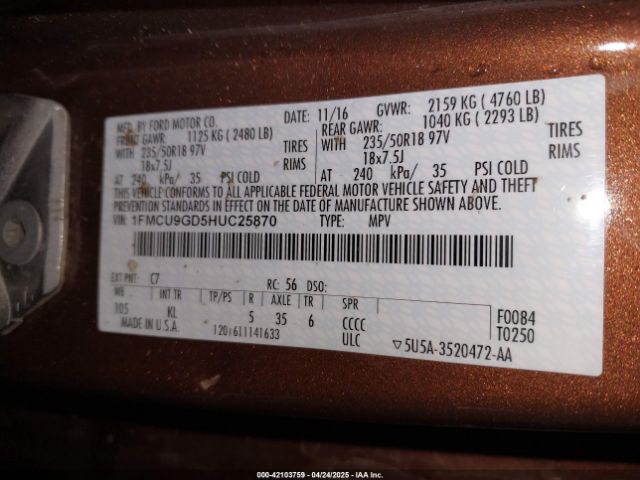 MFD. BY FORD MOTOR CO.
DATE: 11/16 GVWR: 2159 KG ( 4760 LB)
FRONT GAWR: 1125 KG ( 2480 LB)
REAR GAWR: 1040 KG ( 2293 LB)
WITH 235/50R18 97V TIRES
WITH 235/50R18 97V TIRES
18x7.5J RIMS
18x7.5J RIMS
AT 240 kPa/ 35 PSI COLD
AT 240 kPa/ 35 PSI COLD
THIS VEHICLE CONFORMS TO ALL APPLICABLE FEDERAL MOTOR VEHICLE SAFETY AND THEFT
PREVENTION STANDARDS IN EFFECT ON THE DATE OF MANUFACTURE SHOWN ABOVE.
VIN: 1FMCU9GD5HUC25870 TYPE: MPV
EXT PNT: C7 RC: 56 DSO:
WB INT TR TP/PS R AXLE TR SPR
105 KL 5 35 6 CCCC
F0084
T0250
MADE IN U.S.A. ULC
▽5U5A-3520472-AA
000-42103759 - 04/24/2025 - IAA Inc.